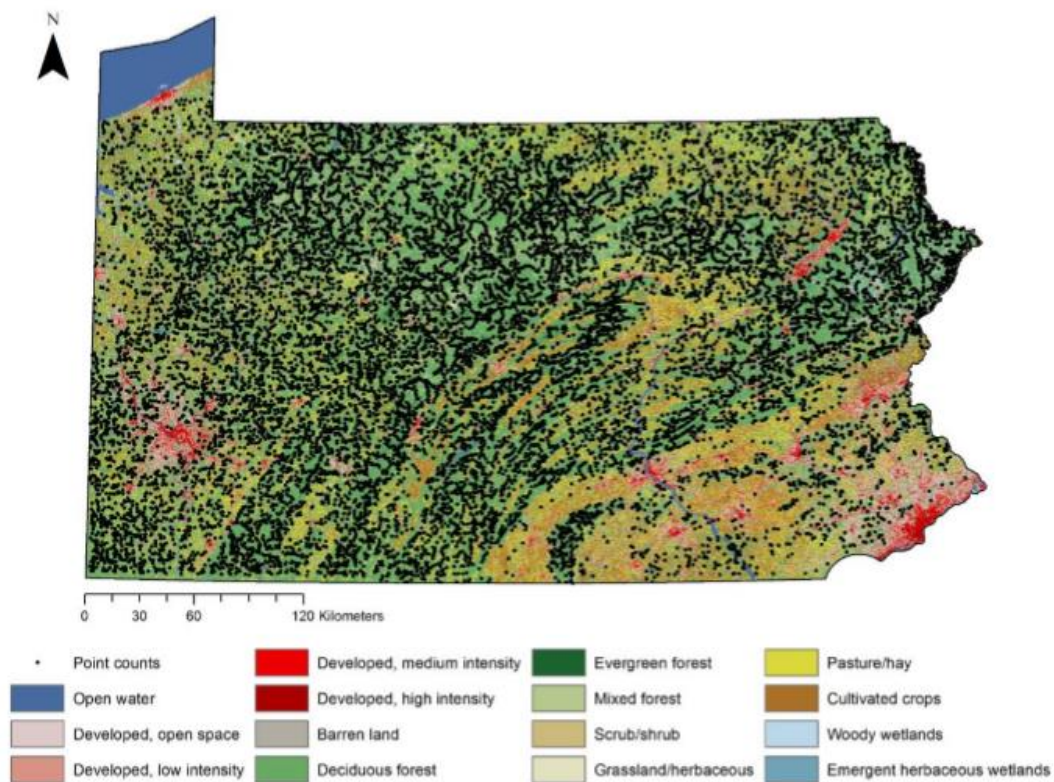 N
0 30 60 120 Kilometers
Point counts
Open water
Developed, open space
Developed, low intensity
Developed, medium intensity
Developed, high intensity
Barren land
Deciduous forest
Evergreen forest
Mixed forest
Scrub/shrub
Grassland/herbaceous
Pasture/hay
Cultivated crops
Woody wetlands
Emergent herbaceous wetlands